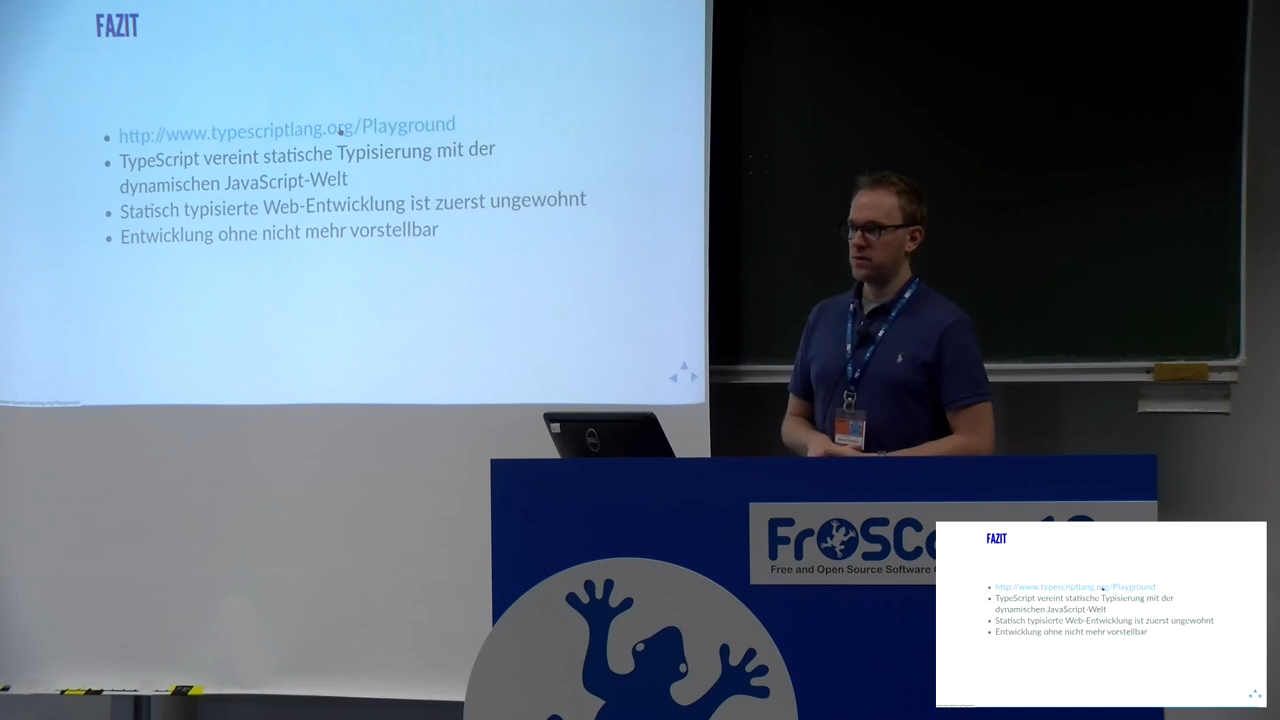 FAZIT
http://www.typescriptlang.org/Playground
TypeScript vereint statische Typisierung mit der
dynamischen JavaScript-Welt
Statisch typisierte Web-Entwicklung ist zuerst ungewohnt
Entwicklung ohne nicht mehr vorstellbar
DELL
FrOSCo
Free and Open Source Software
FAZIT
http://www.typescriptlang.org/Playground
TypeScript vereint statische Typisierung mit der
dynamischen JavaScript-Welt
Statisch typisierte Web-Entwicklung ist zuerst ungewohnt
Entwicklung ohne nicht mehr vorstellbar